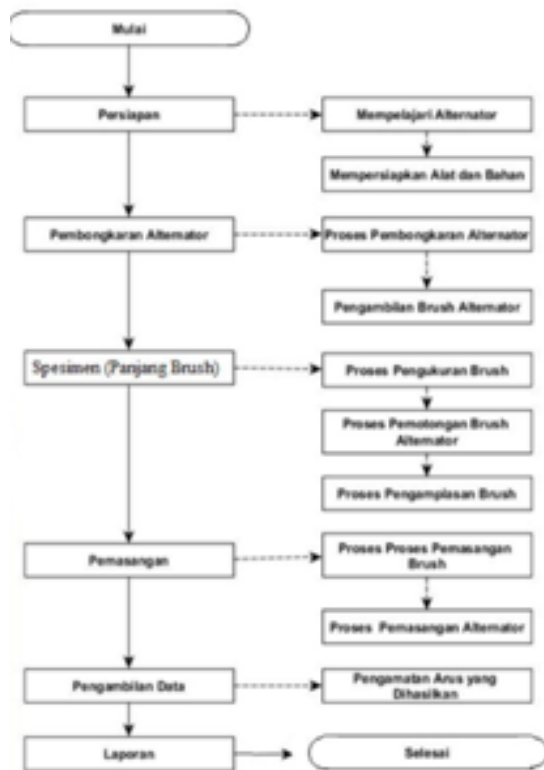 Mulai
Persiapan
Mempelajari Alternator
Mempersiapkan Alat dan Bahan
Pembongkaran Alternator
Proses Pembongkaran Alternator
Pengambilan Brush Alternator
Spesimen (Panjang Brush)
Proses Pengukuran Brush
Proses Pemotongan Brush
Alternator
Proses Pengamplasan Brush
Pemasangan
Proses Proses Pemasangan
Brush
Proses Pemasangan Alternator
Pengambilan Data
Pengamatan Arus yang
Dihasilkan
Laporan
Selesai